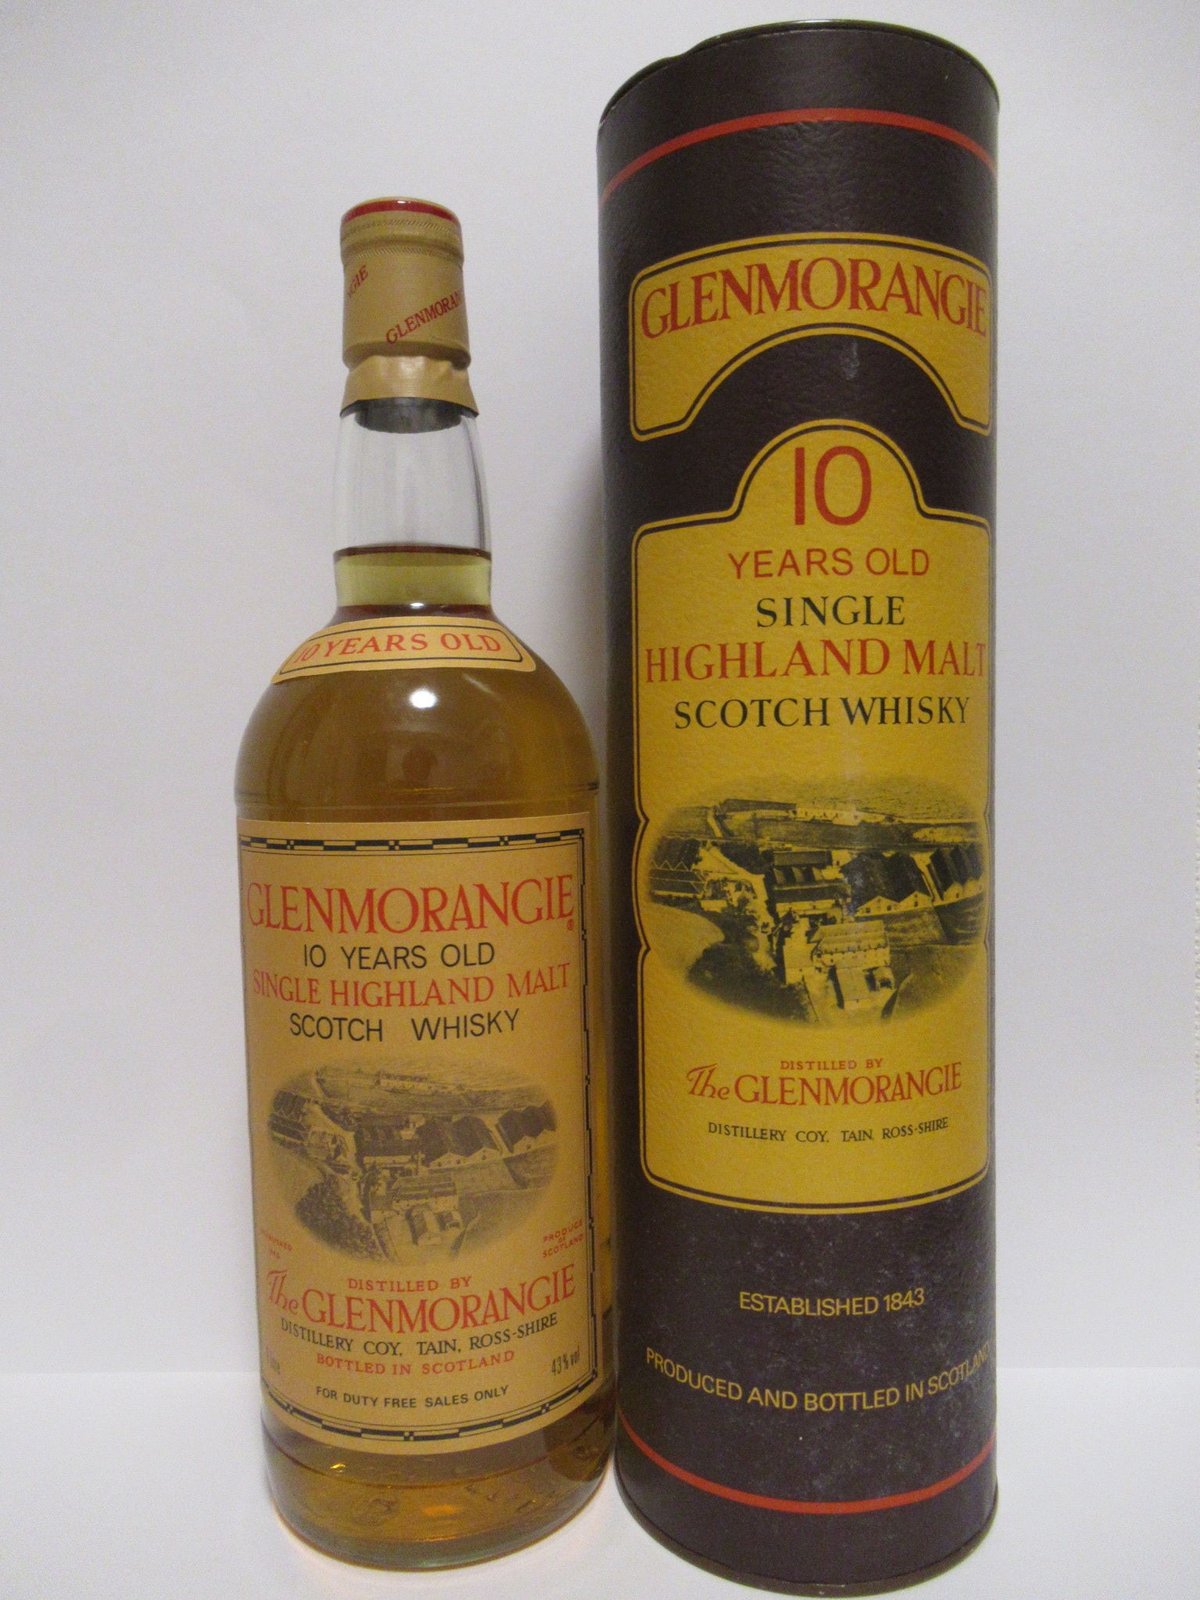 GLENMORANGIE
10 YEARS OLD
GLENMORANGIE®
10 YEARS OLD
SINGLE HIGHLAND MALT
SCOTCH WHISKY
PRODUCE
OF
SCOTLAND
DISTILLED BY
The GLENMORANGIE
DISTILLERY COY, TAIN, ROSS-SHIRE
BOTTLED IN SCOTLAND
43% vol
FOR DUTY FREE SALES ONLY
GLENMORANGIE
10
YEARS OLD
SINGLE
HIGHLAND MALT
SCOTCH WHISKY
DISTILLED BY
The GLENMORANGIE
DISTILLERY COY, TAIN, ROSS-SHIRE
ESTABLISHED 1843
PRODUCED AND BOTTLED IN SCOTLAND